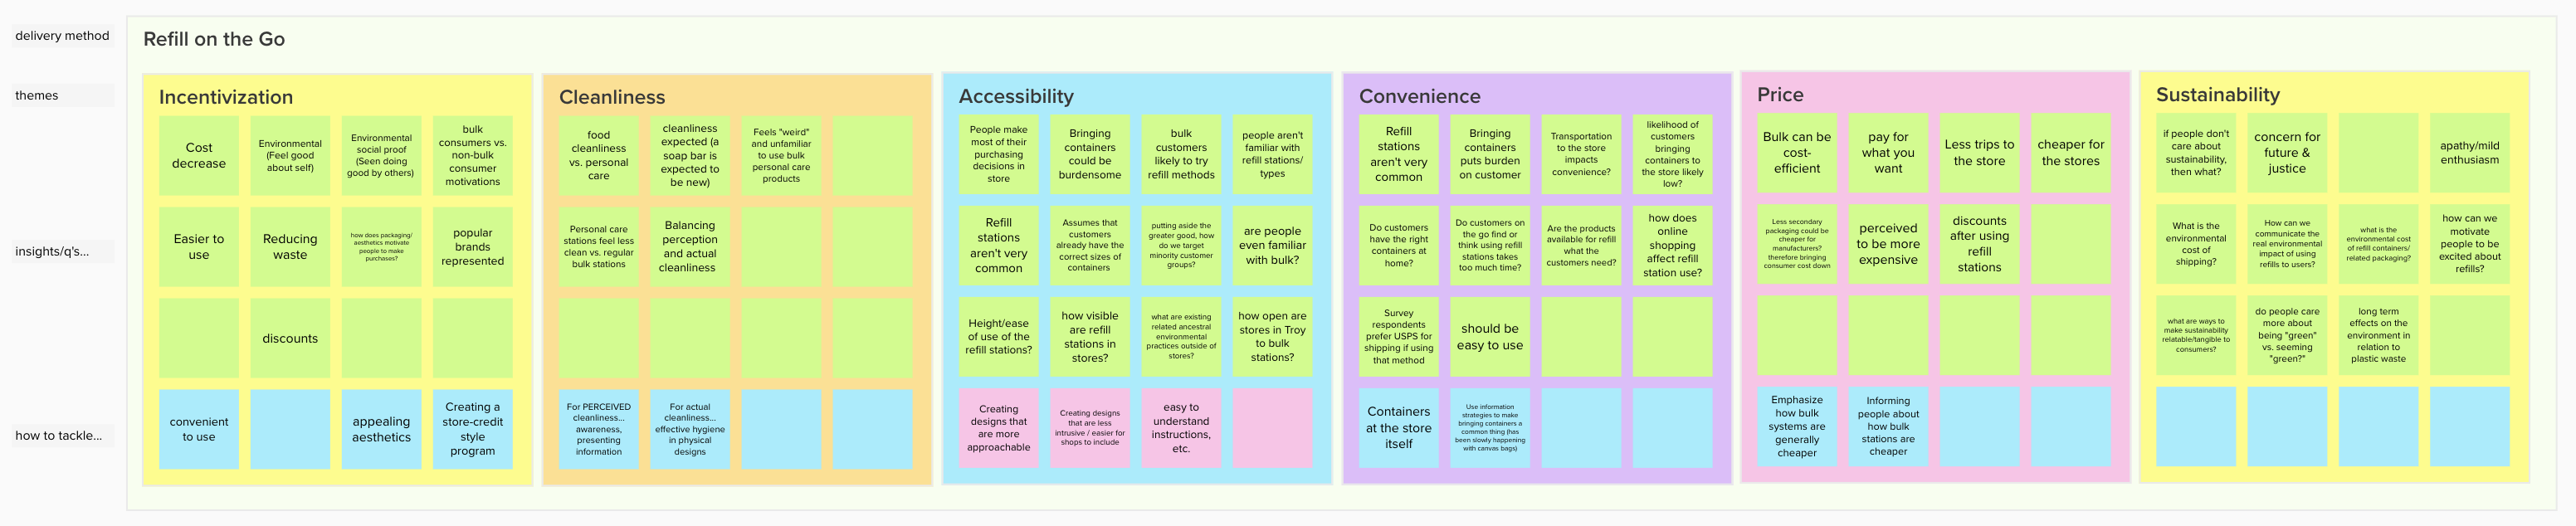 delivery method
Refill on the Go
themes
insights/q's...
how to tackle...
Incentivization
Cost
decrease
Environmental
(Feel good
about self)
Environmental
social proof
(Seen doing
good by others)
bulk
consumers vs.
non-bulk
consumer
motivations
Easier to
use
Reducing
waste
how does packaging/
aesthetics motivate
people to make
purchases?
popular
brands
represented
discounts
convenient
to use
appealing
aesthetics
Creating a
store-credit
style
program
Cleanliness
food
cleanliness
vs. personal
care
cleanliness
expected (a
soap bar is
expected to
be new)
Feels "weird"
and unfamiliar
to use bulk
personal care
products
Personal care
stations feel less
clean vs. regular
bulk stations
Balancing
perception
and actual
cleanliness
For PERCEIVED
cleanliness...
awareness,
presenting
information
For actual
cleanliness...
effective hygiene
in physical
designs
Accessibility
People make
most of their
purchasing
decisions in
store
Bringing
containers
could be
burdensome
bulk
customers
likely to try
refill methods
people aren't
familiar with
refill stations/
types
Refill
stations
aren't very
common
Assumes that
customers
already have the
correct sizes of
containers
putting aside the
greater good, how
do we target
minority customer
groups?
are people
even familiar
with bulk?
Height/ease
of use of the
refill stations?
how visible
are refill
stations in
stores?
what are existing
related ancestral
environmental
practices outside of
stores?
how open are
stores in Troy
to bulk
stations?
Creating
designs that
are more
approachable
Creating designs
that are less
intrusive / easier for
shops to include
easy to
understand
instructions,
etc.
Convenience
Refill
stations
aren't very
common
Bringing
containers
puts burden
on customer
Transportation
to the store
impacts
convenience?
likelihood of
customers
bringing
containers to
the store likely
low?
Do customers
have the right
containers at
home?
Do customers on
the go find or
think using refill
stations takes
too much time?
Are the products
available for refill
what the
customers need?
how does
online
shopping
affect refill
station use?
Survey
respondents
prefer USPS for
shipping if using
that method
should be
easy to use
Containers
at the store
itself
Use information
strategies to make
bringing containers a
common thing (has
been slowly happening
with canvas bags)
Price
Bulk can be
cost-
efficient
pay for
what you
want
Less trips to
the store
cheaper for
the stores
Less secondary
packaging could be
cheaper for
manufacturers?
therefore bringing
consumer cost down
perceived
to be more
expensive
discounts
after using
refill
stations
Emphasize
how bulk
systems are
generally
cheaper
Informing
people about
how bulk
stations are
cheaper
Sustainability
if people don't
care about
sustainability,
then what?
concern for
future &
justice
apathy/mild
enthusiasm
What is the
environmental
cost of
shipping?
How can we
communicate the
real environmental
impact of using
refills to users?
what is the
environmental cost
of refill containers/
related packaging?
how can we
motivate
people to be
excited about
refills?
what are ways to
make sustainability
relatable/tangible to
consumers?
do people care
more about
being "green"
vs. seeming
"green?"
long term
effects on the
environment in
relation to
plastic waste